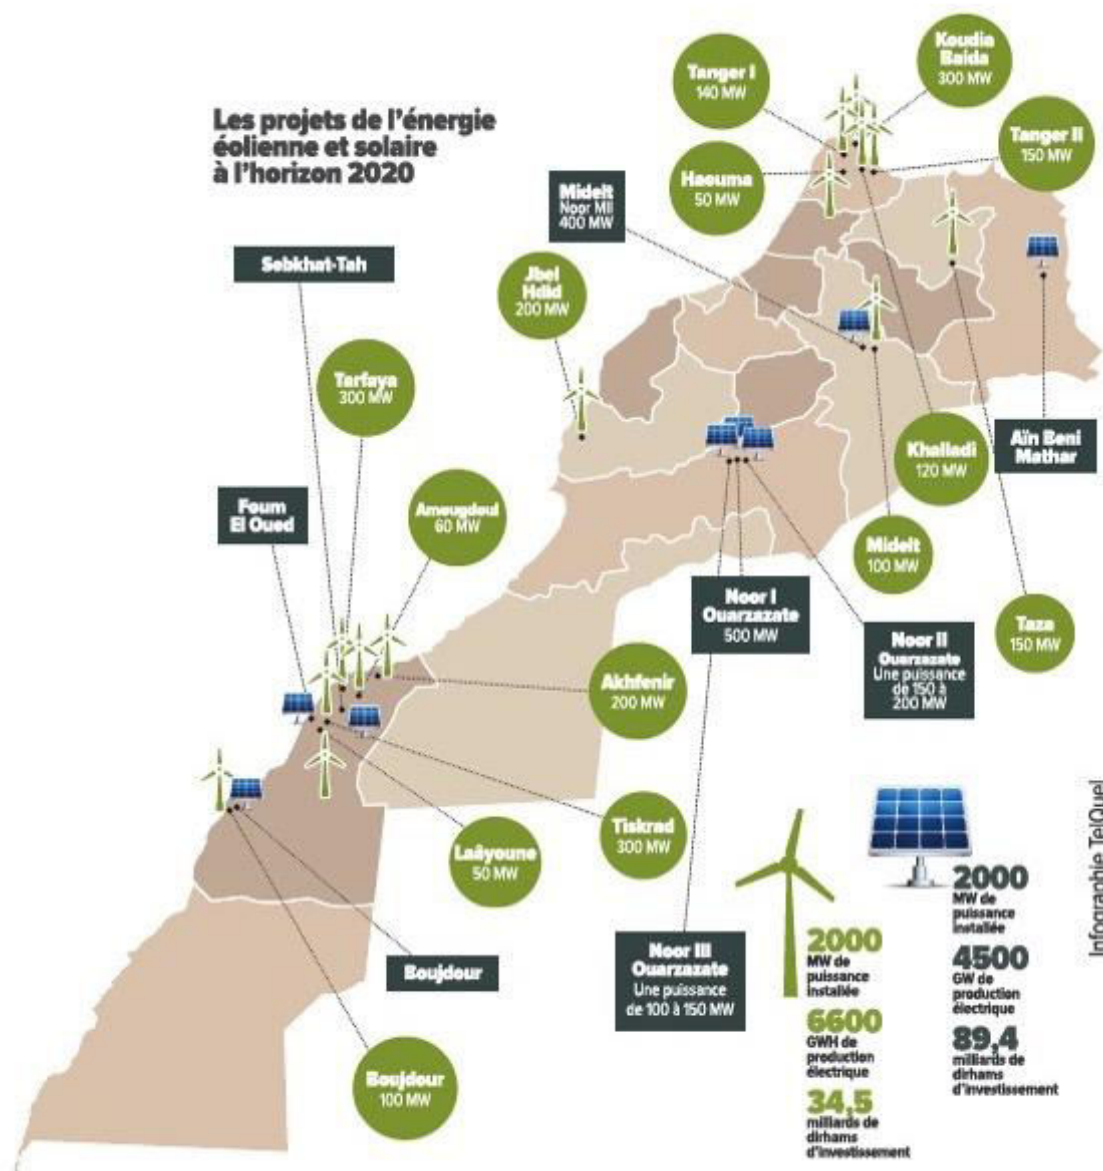 Les projets de l'énergie
éolienne et solaire
à l'horizon 2020
Tanger I
140 MW
Koudia
Baida
300 MW
Tanger II
150 MW
Haouma
50 MW
Midelt
Noor MII
400 MW
Sebkhat-Tah
Jbel
Hdid
200 MW
Tarfaya
300 MW
Foum
El Oued
Amougdoul
60 MW
Khalladi
120 MW
Aïn Beni
Mathar
Midelt
100 MW
Noor I
Ouarzazate
500 MW
Noor II
Ouarzazate
Une puissance
de 150 à
200 MW
Taza
150 MW
Akhfenir
200 MW
Tiskrad
300 MW
Laâyoune
50 MW
Boujdour
Noor III
Ouarzazate
Une puissance
de 100 à 150 MW
Boujdour
100 MW
2000
MW de
puissance
installée
6600
GWH de
production
électrique
34,5
milliards de
dirhams
d'investissement
2000
MW de
puissance
installée
4500
GW de
production
électrique
89,4
milliards de
dirhams
d'investissement
Infographie TelQuel